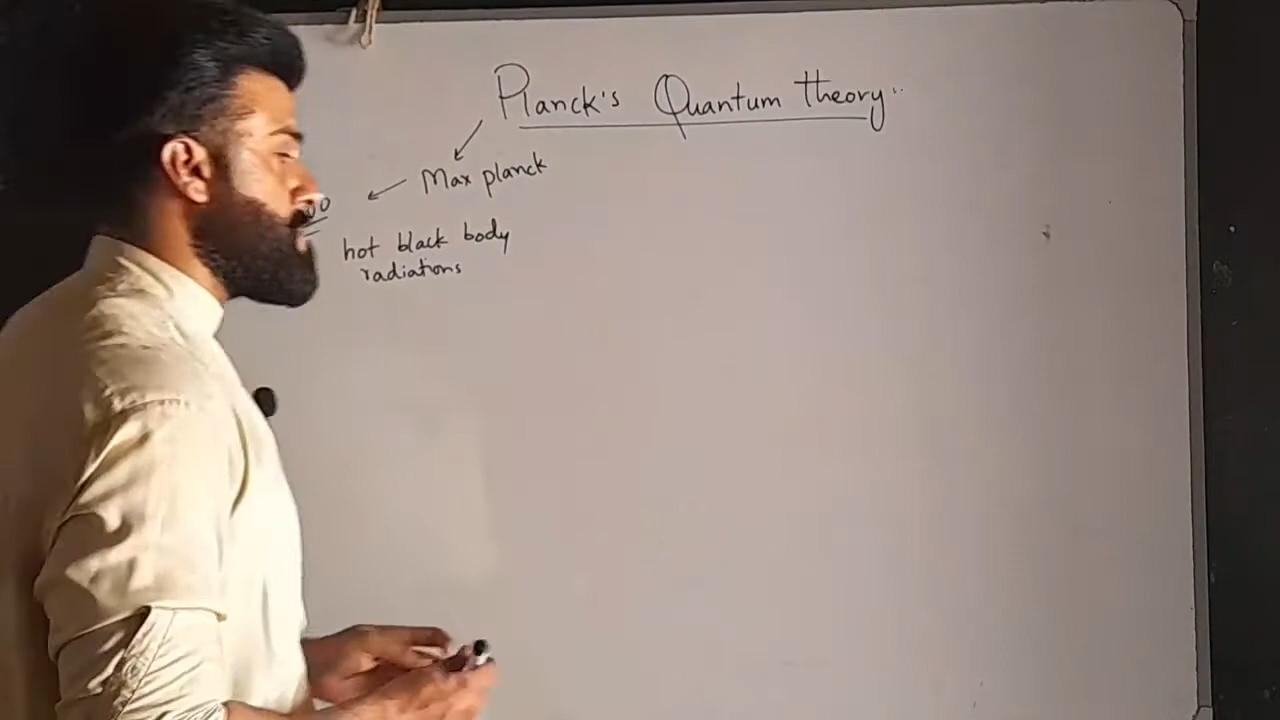 Planck's Quantum theory..
Max planck
hot black body
radiations